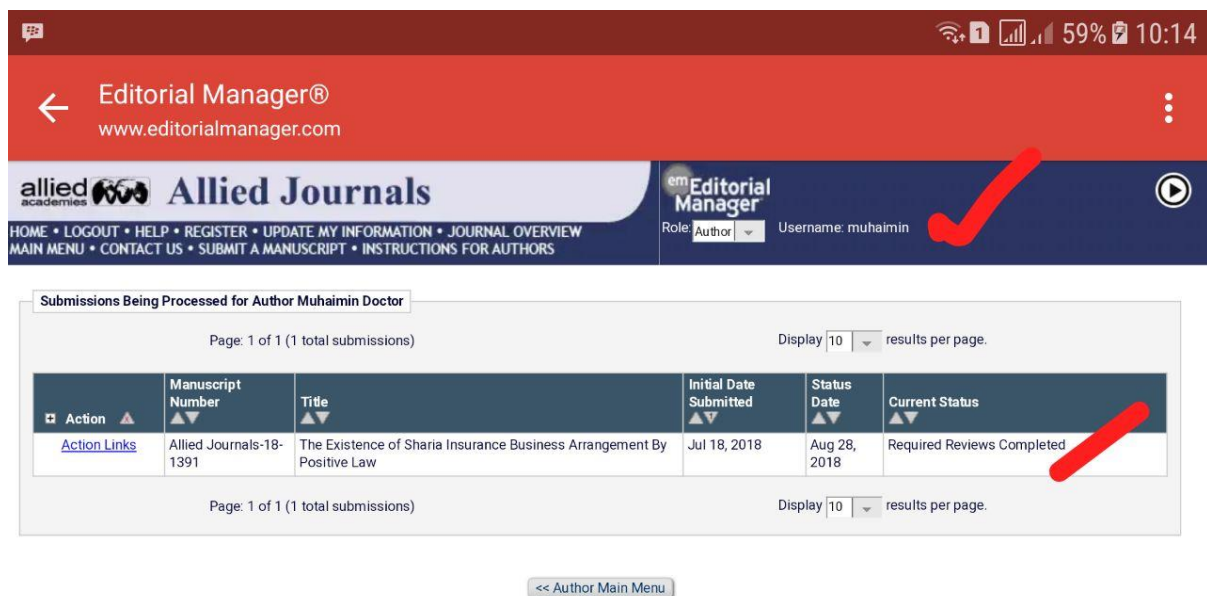 1 59% 10:14
Editorial Manager®
www.editorialmanager.com
allied academies Allied Journals
em Editorial Manager
HOME • LOGOUT • HELP • REGISTER • UPDATE MY INFORMATION • JOURNAL OVERVIEW
MAIN MENU • CONTACT US • SUBMIT A MANUSCRIPT • INSTRUCTIONS FOR AUTHORS
Role: Author Username: muhaimin
Submissions Being Processed for Author Muhaimin Doctor
Page: 1 of 1 (1 total submissions) Display 10 results per page.
Action
Manuscript
Number
Title
Initial Date
Submitted
Status
Date
Current Status
Action Links
Allied Journals-18-
1391
The Existence of Sharia Insurance Business Arrangement By
Positive Law
Jul 18, 2018
Aug 28,
2018
Required Reviews Completed
Page: 1 of 1 (1 total submissions) Display 10 results per page.
<< Author Main Menu